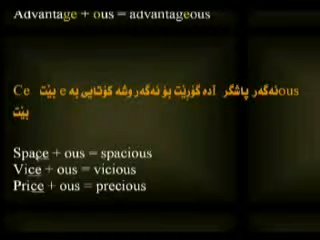 Advantage + ous = advantageous
ئەگەر پاشگر ous ادە گۆڕێت بۆ ئەگەر وشە کۆتایی بە e بێت Ce
بێت
Space + ous = spacious
Vice + ous = vicious
Price + ous = precious